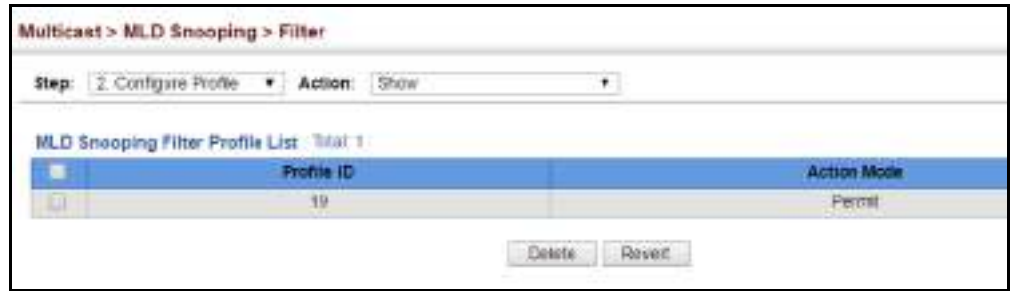 Multicast > MLD Snooping > Filter
Step: 2. Configure Profile Action: Show
MLD Snooping Filter Profile List Total: 1
Profile ID Action Mode
19 Permit
Delete Revert